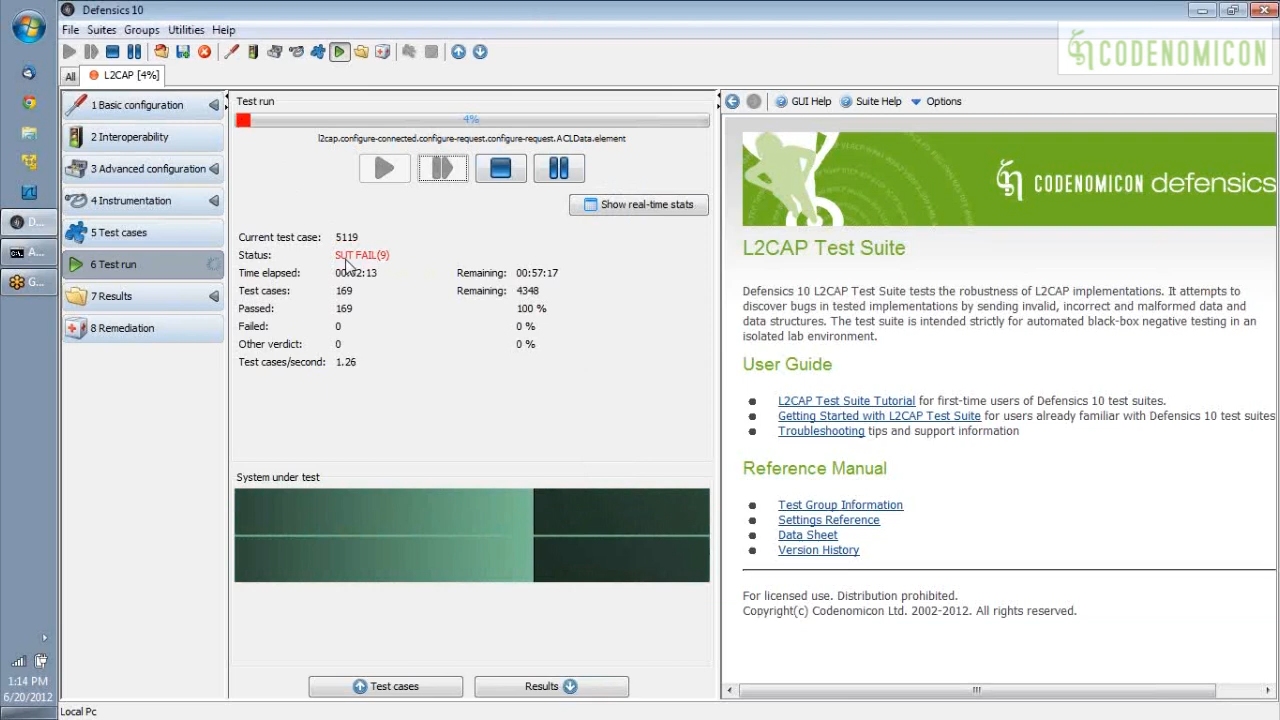 Defensics 10
File Suites Groups Utilities Help
CODENOMICON
All L2CAP [4%]
1 Basic configuration
2 Interoperability
3 Advanced configuration
4 Instrumentation
5 Test cases
6 Test run
7 Results
8 Remediation
Test run
4%
l2cap.configure-connected.configure-request.configure-request.ACLData.element
Show real-time stats
Current test case: 5119
Status: SUT FAIL(9)
Time elapsed: 00:02:13 Remaining: 00:57:17
Test cases: 169 Remaining: 4348
Passed: 169 100 %
Failed: 0 0 %
Other verdict: 0 0 %
Test cases/second: 1.26
System under test
Test cases Results
GUI Help Suite Help Options
CODENOMICON defensics
L2CAP Test Suite
Defensics 10 L2CAP Test Suite tests the robustness of L2CAP implementations. It attempts to
discover bugs in tested implementations by sending invalid, incorrect and malformed data and
data structures. The test suite is intended strictly for automated black-box negative testing in an
isolated lab environment.
User Guide
L2CAP Test Suite Tutorial for first-time users of Defensics 10 test suites.
Getting Started with L2CAP Test Suite for users already familiar with Defensics 10 test suites
Troubleshooting tips and support information
Reference Manual
Test Group Information
Settings Reference
Data Sheet
Version History
For licensed use. Distribution prohibited.
Copyright(c) Codenomicon Ltd. 2002-2012. All rights reserved.
D...
A...
G...
1:14 PM
6/20/2012
Local Pc